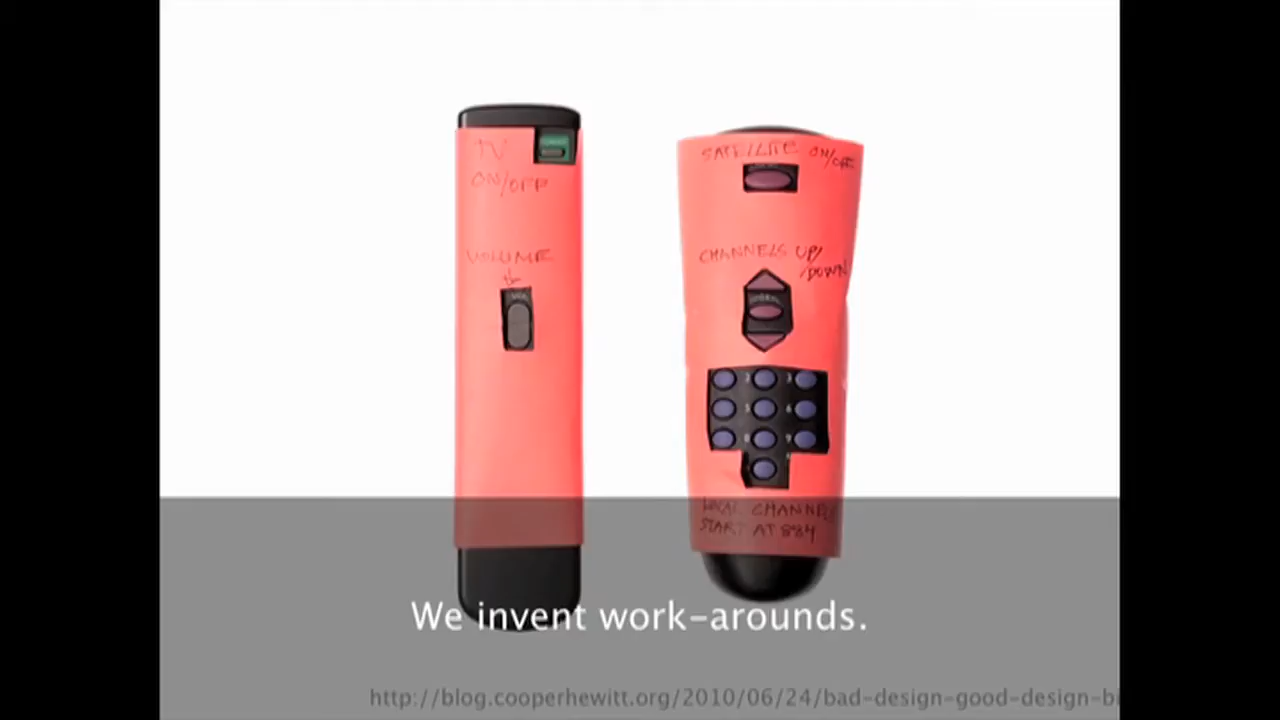 TV
ON/OFF
VOLUME
SATELLITE ON/OFF
CHANNELS UP/
/DOWN
LOCAL CHANNELS
START AT 884
We invent work-arounds.
http://blog.cooperhewitt.org/2010/06/24/bad-design-good-design-bi